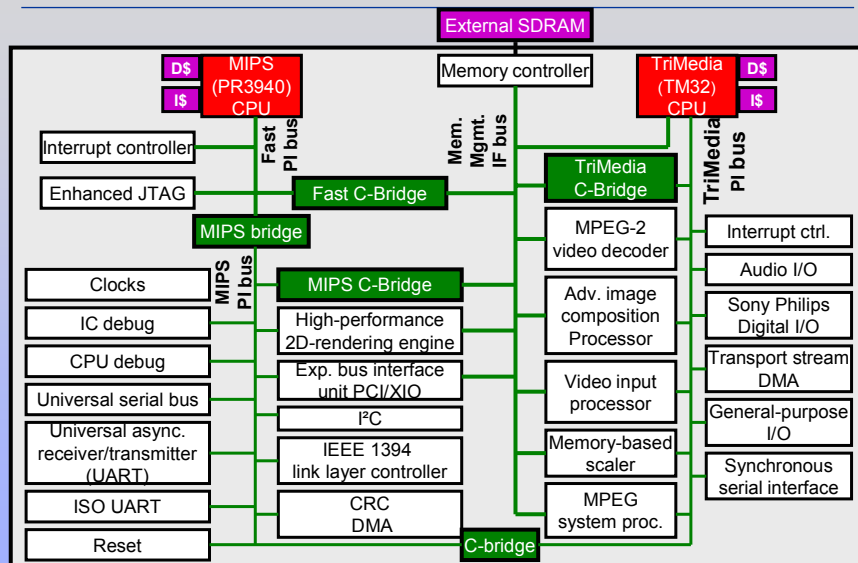 External SDRAM
D$
I$
MIPS
(PR3940)
CPU
Memory controller
TriMedia
(TM32)
CPU
D$
I$
Fast
PI bus
Mem.
Mgmt.
IF bus
TriMedia
PI bus
Interrupt controller
Enhanced JTAG
Fast C-Bridge
TriMedia
C-Bridge
MIPS bridge
MIPS
PI bus
Clocks
IC debug
CPU debug
Universal serial bus
Universal async.
receiver/transmitter
(UART)
ISO UART
Reset
MIPS C-Bridge
High-performance
2D-rendering engine
Exp. bus interface
unit PCI/XIO
I²C
IEEE 1394
link layer controller
CRC
DMA
C-bridge
MPEG-2
video decoder
Adv. image
composition
Processor
Video input
processor
Memory-based
scaler
MPEG
system proc.
Interrupt ctrl.
Audio I/O
Sony Philips
Digital I/O
Transport stream
DMA
General-purpose
I/O
Synchronous
serial interface